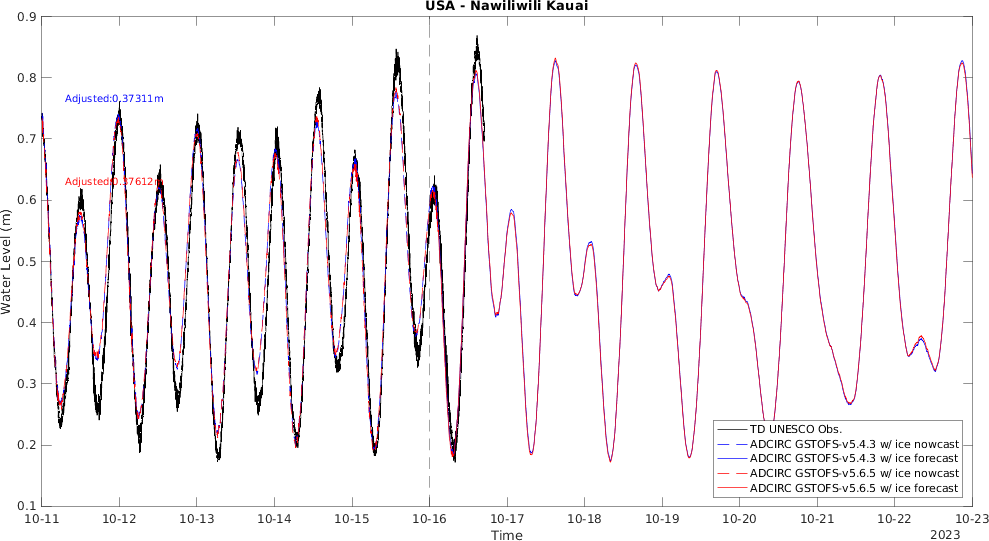 USA - Nawiliwili Kauai
0.9
0.8
0.7
0.6
0.5
0.4
0.3
0.2
0.1
Water Level (m)
Adjusted:0.37311m
Adjusted:0.37612m
TD UNESCO Obs.
ADCIRC GSTOFS-v5.4.3 w/ ice nowcast
ADCIRC GSTOFS-v5.4.3 w/ ice forecast
ADCIRC GSTOFS-v5.6.5 w/ ice nowcast
ADCIRC GSTOFS-v5.6.5 w/ ice forecast
10-11 10-12 10-13 10-14 10-15 10-16 10-17 10-18 10-19 10-20 10-21 10-22 10-23
Time
2023